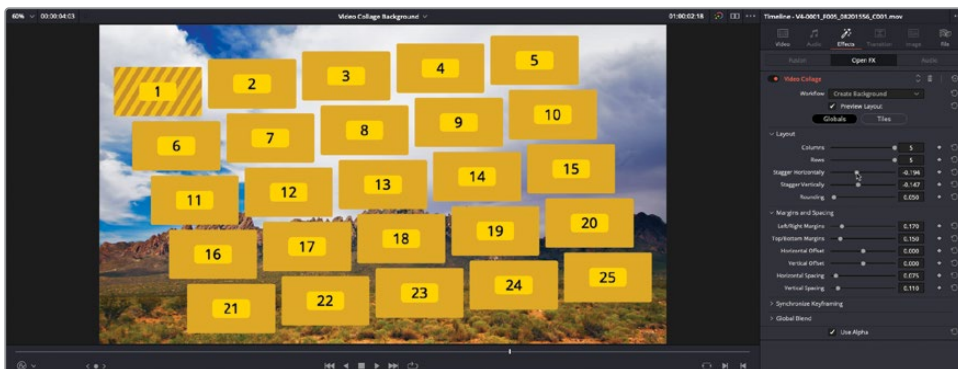 60% 00:00:04:03 Video Collage Background 01:00:02:18 Timeline - V4-0001_F005_08201556_C001.mov
Video Audio Effects Transition Image File
Fusion Open FX Audio
Video Collage
Workflow Create Background
Preview Layout
Globals Tiles
Layout
Columns 5
Rows 5
Stagger Horizontally -0.194
Stagger Vertically -0.147
Rounding 0.050
Margins and Spacing
Left/Right Margins 0.170
Top/Bottom Margins 0.150
Horizontal Offset 0.000
Vertical Offset 0.000
Horizontal Spacing 0.075
Vertical Spacing 0.110
Synchronize Keyframing
Global Blend
Use Alpha
1 2 3 4 5
6 7 8 9 10
11 12 13 14 15
16 17 18 19 20
21 22 23 24 25